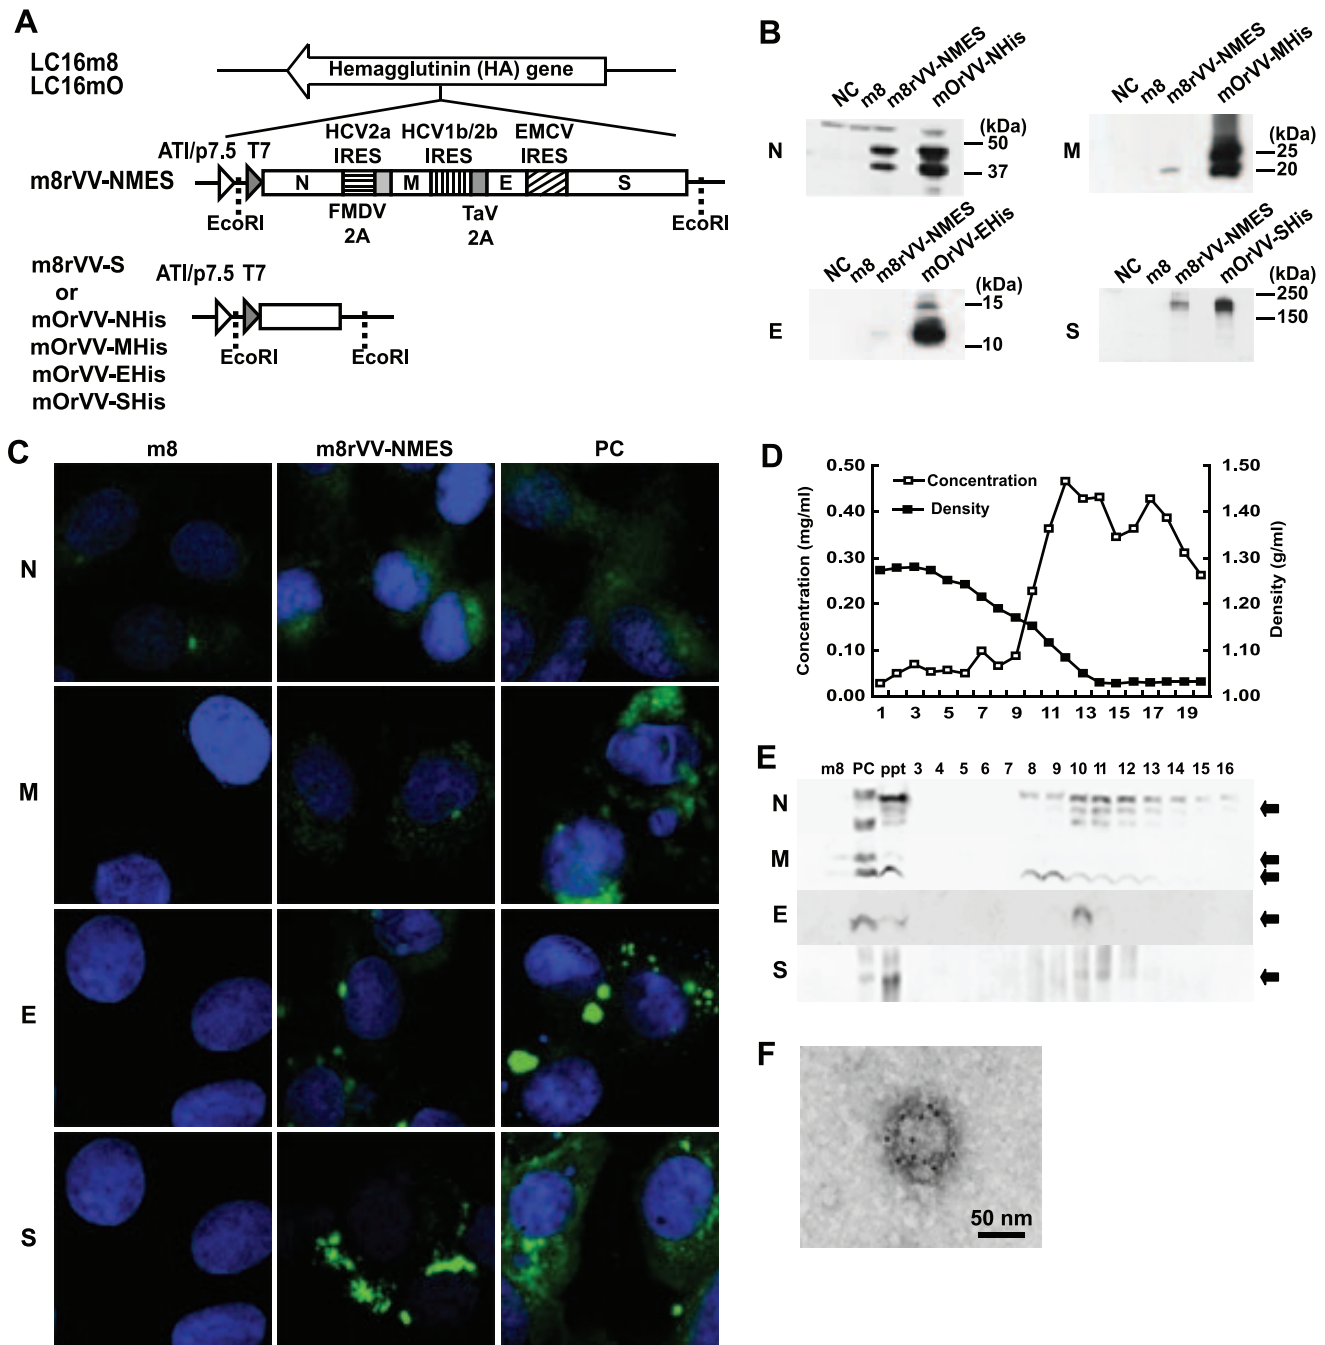 A
LC16m8
LC16mO
Hemagglutinin (HA) gene
HCV2a HCV1b/2b EMCV
ATI/p7.5 T7 IRES IRES IRES
m8rVV-NMES
N M E S
EcoRI FMDV TaV EcoRI
2A 2A
m8rVV-S
or
mOrVV-NHis
mOrVV-MHis
mOrVV-EHis
mOrVV-SHis
ATI/p7.5 T7
EcoRI EcoRI
B
NC m8 m8rVV-NMES mOrVV-NHis
(kDa)
N
50
37
NC m8 m8rVV-NMES mOrVV-MHis
(kDa)
M
25
20
NC m8 m8rVV-NMES mOrVV-EHis
(kDa)
E
15
10
NC m8 m8rVV-NMES mOrVV-SHis
(kDa)
S
250
150
C
m8 m8rVV-NMES PC
N
M
E
S
D
Concentration (mg/ml)
0.50
0.40
0.30
0.20
0.10
0.00
Concentration
Density
1.50
1.40
1.30
1.20
1.10
1.00
Density (g/ml)
1 3 5 7 9 11 13 15 17 19
E
m8 PC ppt 3 4 5 6 7 8 9 10 11 12 13 14 15 16
N
M
E
S
F
50 nm